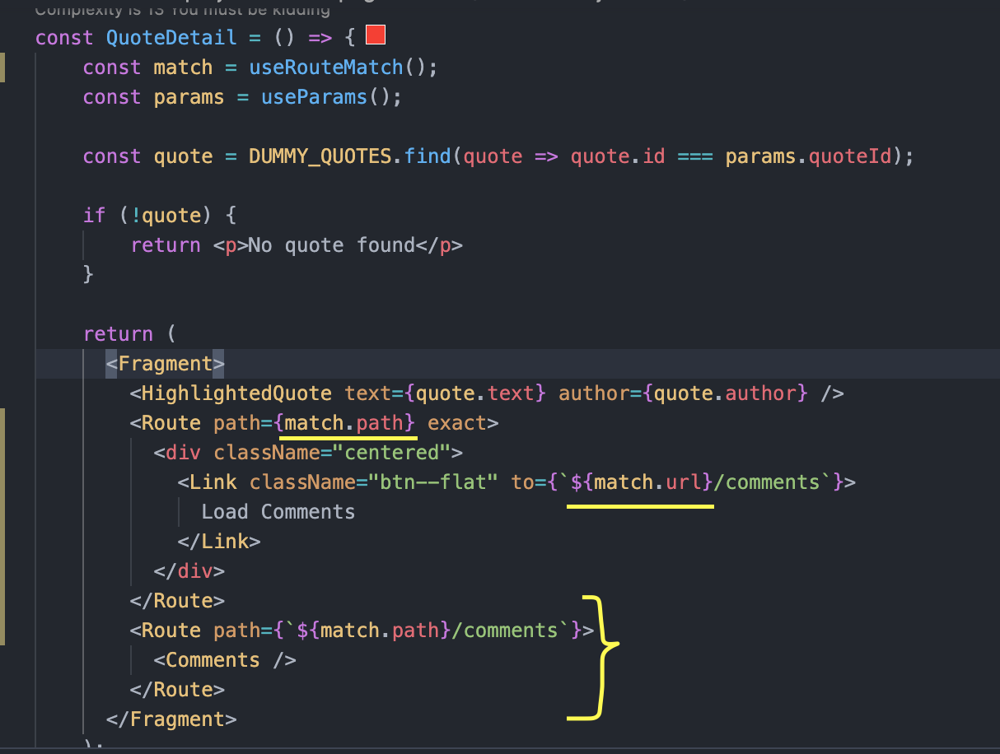 Complexity is 13 You must be kidding
const QuoteDetail = () => {
const match = useRouteMatch();
const params = useParams();
const quote = DUMMY_QUOTES.find(quote => quote.id === params.quoteId);
if (!quote) {
return <p>No quote found</p>
}
return (
<Fragment>
<HighlightedQuote text={quote.text} author={quote.author} />
<Route path={match.path} exact>
<div className="centered">
<Link className="btn--flat" to={`${match.url}/comments`}>
Load Comments
</Link>
</div>
</Route>
<Route path={`${match.path}/comments`}>
<Comments />
</Route>
</Fragment>
);